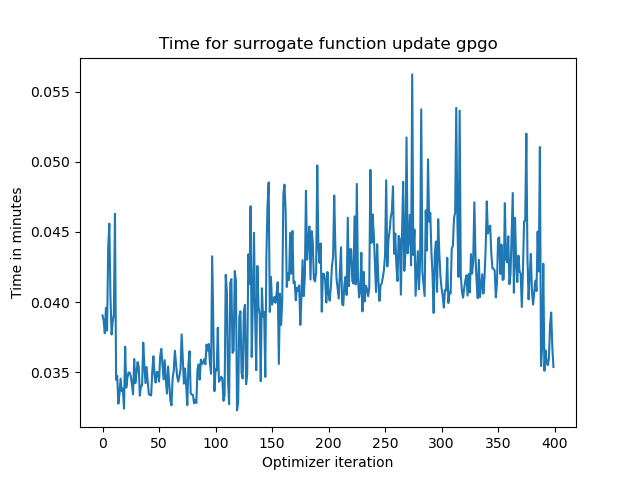 Time for surrogate function update gpgo
Time in minutes
0.055
0.050
0.045
0.040
0.035
0 50 100 150 200 250 300 350 400
Optimizer iteration